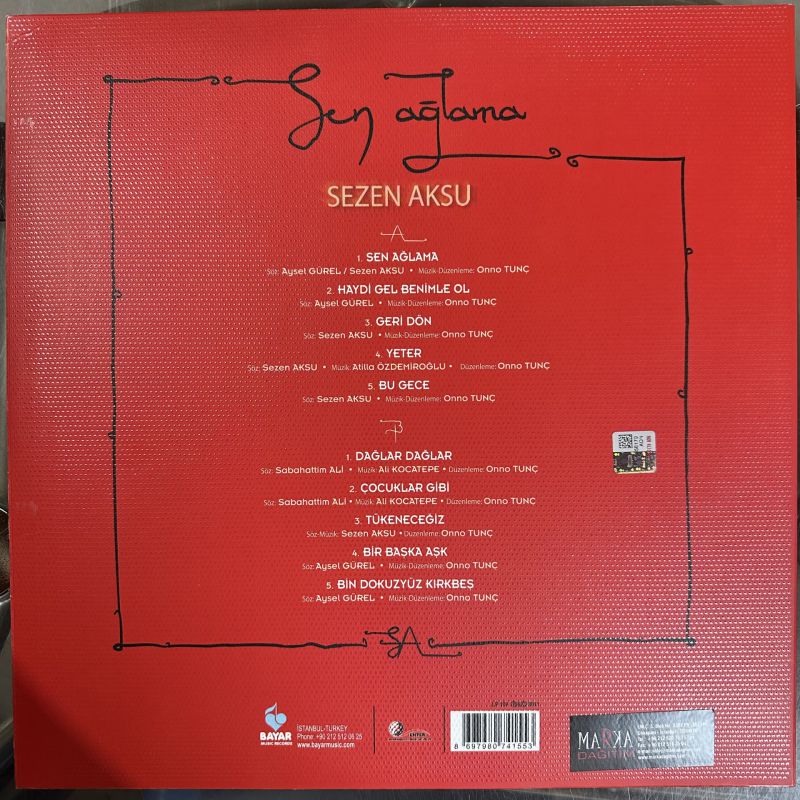 Sen ağlama
SEZEN AKSU
A
1. SEN AĞLAMA
Söz: Aysel GÜREL / Sezen AKSU • Müzik-Düzenleme: Onno TUNÇ
2. HAYDİ GEL BENİMLE OL
Söz: Aysel GÜREL • Müzik-Düzenleme: Onno TUNÇ
3. GERİ DÖN
Söz: Sezen AKSU • Müzik-Düzenleme: Onno TUNÇ
4. YETER
Söz: Sezen AKSU • Müzik: Atilla ÖZDEMİROĞLU • Düzenleme: Onno TUNÇ
5. BU GECE
Söz: Sezen AKSU • Müzik-Düzenleme: Onno TUNÇ
B
1. DAĞLAR DAĞLAR
Söz: Sabahattim ALİ • Müzik: Ali KOCATEPE • Düzenleme: Onno TUNÇ
2. ÇOCUKLAR GİBİ
Söz: Sabahattim ALİ • Müzik: Ali KOCATEPE • Düzenleme: Onno TUNÇ
3. TÜKENECEĞİZ
Söz-Müzik: Sezen AKSU • Düzenleme: Onno TUNÇ
4. BİR BAŞKA AŞK
Söz: Aysel GÜREL • Müzik-Düzenleme: Onno TUNÇ
5. BİN DOKUZYÜZ KIRKBEŞ
Söz: Aysel GÜREL • Müzik-Düzenleme: Onno TUNÇ
SA
BAYAR
MUSIC RECORDS
İSTANBUL-TURKEY
Phone: +90 212 512 06 25
www.bayarmusic.com
8 697980 741553
MARKA
DAĞITIM